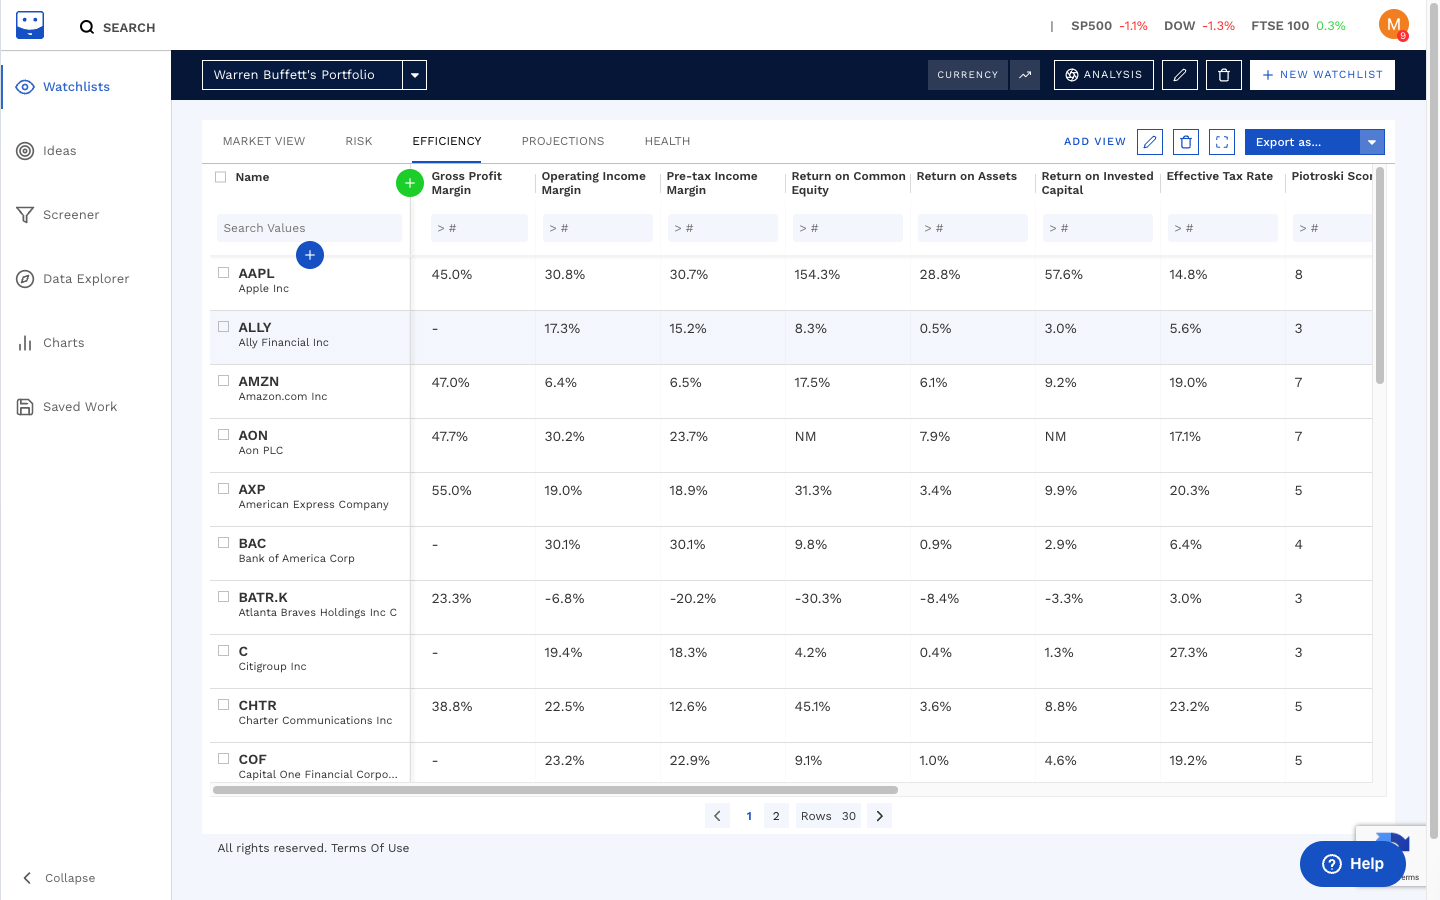 SEARCH
| SP500 -1.1% DOW -1.3% FTSE 100 0.3%
M
9
Watchlists
Ideas
Screener
Data Explorer
Charts
Saved Work
Collapse
Warren Buffett's Portfolio
CURRENCY
ANALYSIS
NEW WATCHLIST
MARKET VIEW RISK EFFICIENCY PROJECTIONS HEALTH
ADD VIEW
Export as...
Name Gross Profit Margin Operating Income Margin Pre-tax Income Margin Return on Common Equity Return on Assets Return on Invested Capital Effective Tax Rate Piotroski Scor
Search Values > # > # > # > # > # > # > # > #
AAPL 45.0% 30.8% 30.7% 154.3% 28.8% 57.6% 14.8% 8
Apple Inc
ALLY - 17.3% 15.2% 8.3% 0.5% 3.0% 5.6% 3
Ally Financial Inc
AMZN 47.0% 6.4% 6.5% 17.5% 6.1% 9.2% 19.0% 7
Amazon.com Inc
AON 47.7% 30.2% 23.7% NM 7.9% NM 17.1% 7
Aon PLC
AXP 55.0% 19.0% 18.9% 31.3% 3.4% 9.9% 20.3% 5
American Express Company
BAC - 30.1% 30.1% 9.8% 0.9% 2.9% 6.4% 4
Bank of America Corp
BATR.K 23.3% -6.8% -20.2% -30.3% -8.4% -3.3% 3.0% 3
Atlanta Braves Holdings Inc C
C - 19.4% 18.3% 4.2% 0.4% 1.3% 27.3% 3
Citigroup Inc
CHTR 38.8% 22.5% 12.6% 45.1% 3.6% 8.8% 23.2% 5
Charter Communications Inc
COF - 23.2% 22.9% 9.1% 1.0% 4.6% 19.2% 5
Capital One Financial Corpo...
1 2 Rows 30
All rights reserved. Terms Of Use
Help